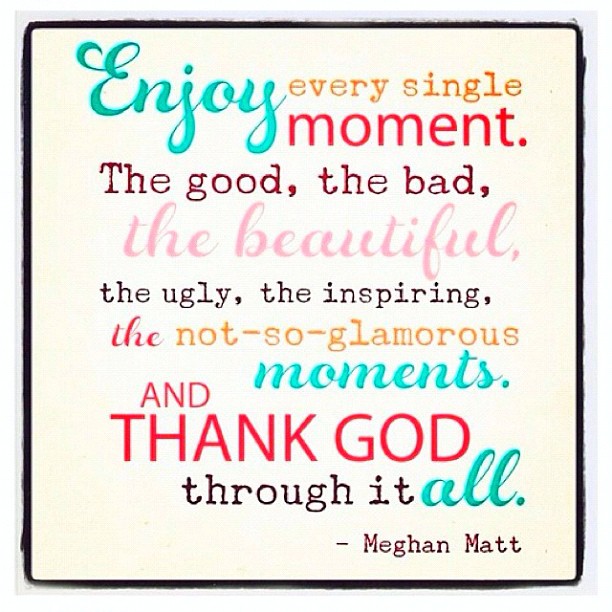 Enjoy every single
moment.
The good, the bad,
the beautiful,
the ugly, the inspiring,
the not-so-glamorous
moments.
AND
THANK GOD
through it all.
- Meghan Matt